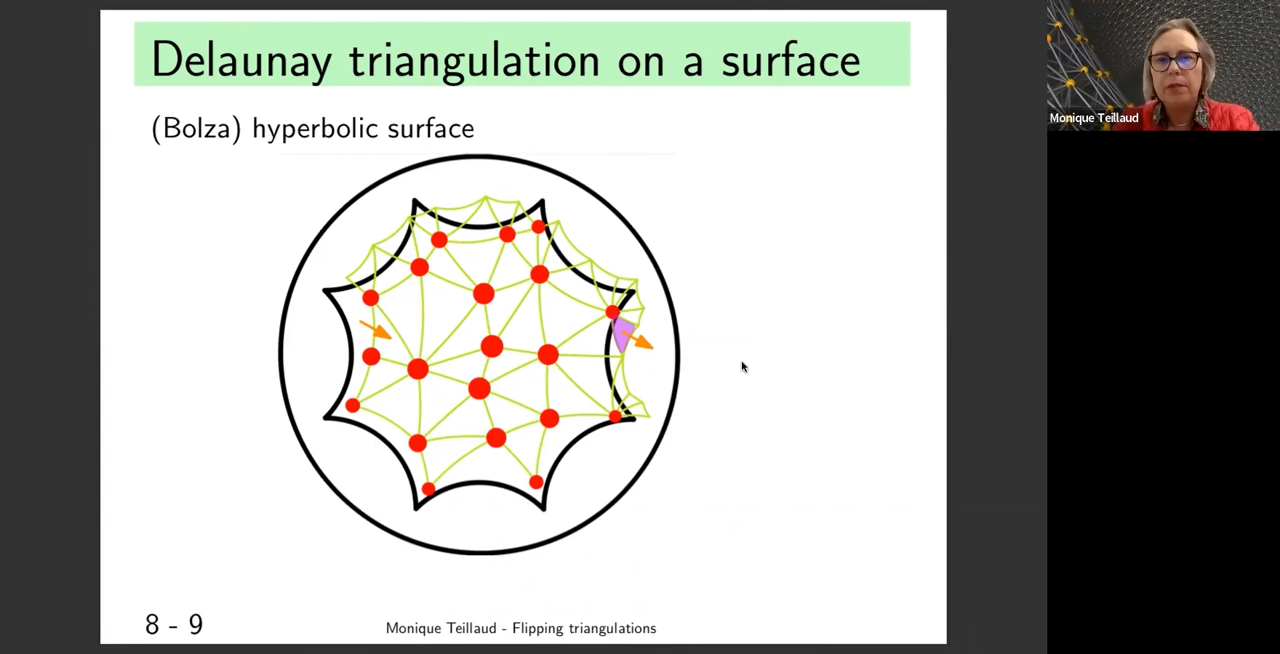 Delaunay triangulation on a surface
(Bolza) hyperbolic surface
Monique Teillaud
8 - 9
Monique Teillaud - Flipping triangulations